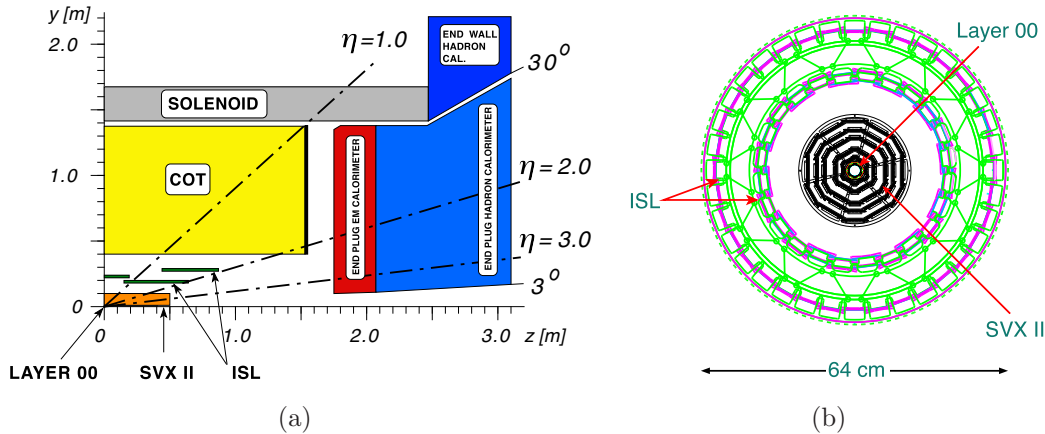 y [m]
2.0
η=1.0
END WALL
HADRON
CAL.
30°
SOLENOID
COT
1.0
END PLUG EM CALORIMETER
END PLUG HADRON CALORIMETER
η=2.0
η=3.0
3°
0
0
1.0
2.0
z [m]
3.0
LAYER 00
SVX II
ISL
(a)
Layer 00
ISL
SVX II
64 cm
(b)